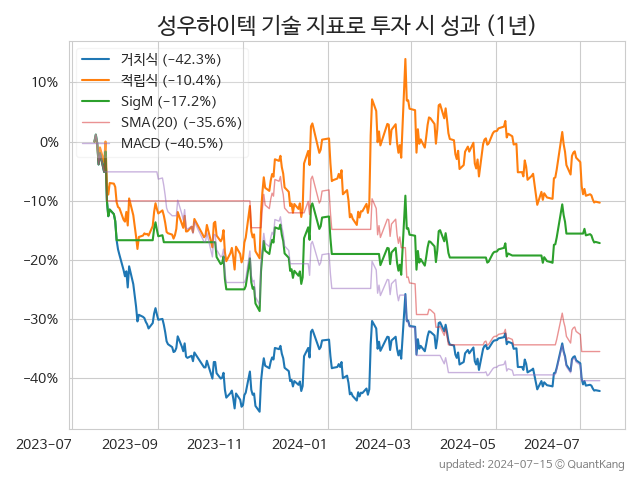 성우하이텍 기술 지표로 투자 시 성과 (1년)
거치식 (−42.3%)
적립식 (−10.4%)
SigM (−17.2%)
SMA(20) (−35.6%)
MACD (−40.5%)
10%
0%
−10%
−20%
−30%
−40%
2023-07 2023-09 2023-11 2024-01 2024-03 2024-05 2024-07
updated: 2024-07-15 ⓒ QuantKang